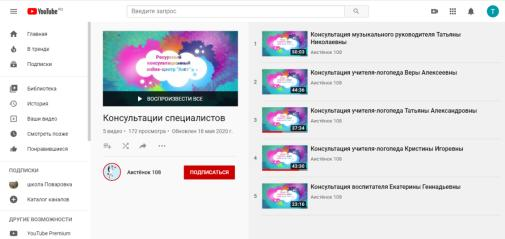 YouTube RU
Введите запрос
T
Главная
В тренде
Подписки
Библиотека
История
Ваши видео
Смотреть позже
Понравившиеся
ПОДПИСКИ
школа Поваровка
Каталог каналов
ДРУГИЕ ВОЗМОЖНОСТИ
YouTube Premium
Ресурсный
консультационный
ВОСПРОИЗВЕСТИ ВСЕ
Консультации специалистов
5 видео • 172 просмотра • Обновлен 18 мая 2020 г.
Аистёнок 108
ПОДПИСАТЬСЯ
1
50:03
Консультация музыкального руководителя Татьяны
Николаевны
Аистёнок 108
2
44:36
Консультация учителя-логопеда Веры Алексеевны
Аистёнок 108
3
37:34
Консультация учителя-логопеда Татьяны Александровны
Аистёнок 108
4
43:30
Консультация учителя-логопеда Кристины Игоревны
Аистёнок 108
5
23:16
Консультация воспитателя Екатерины Геннадьевны
Аистёнок 108